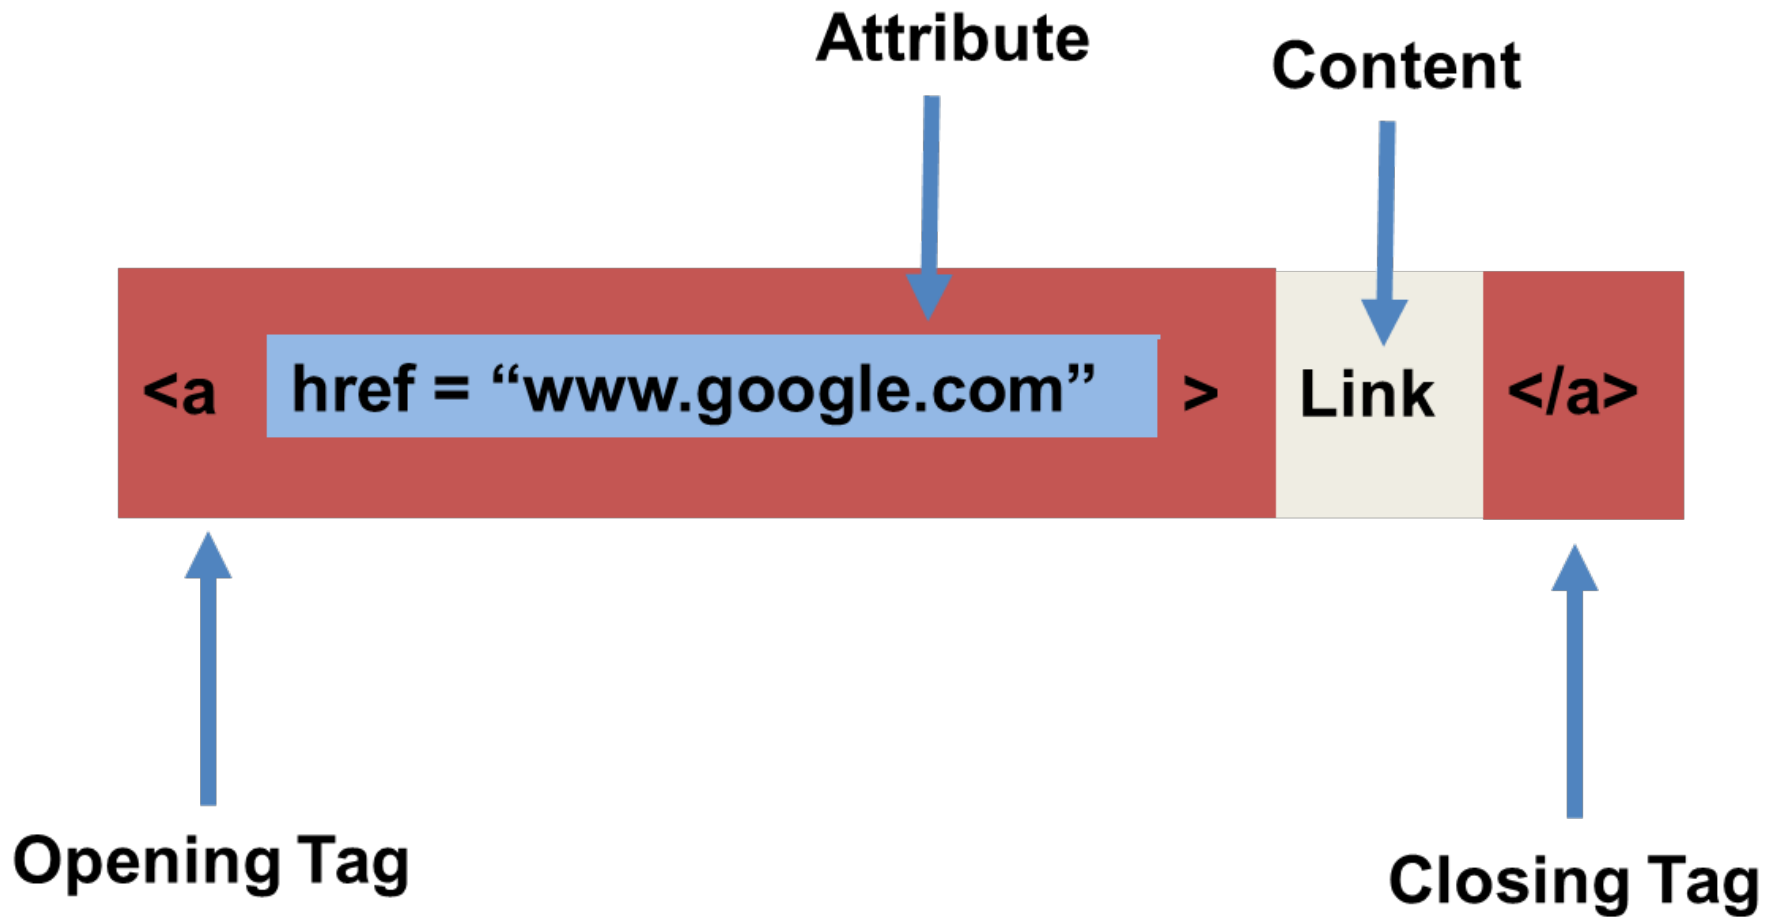 Attribute
Content
<a href = “www.google.com” > Link </a>
Opening Tag
Closing Tag